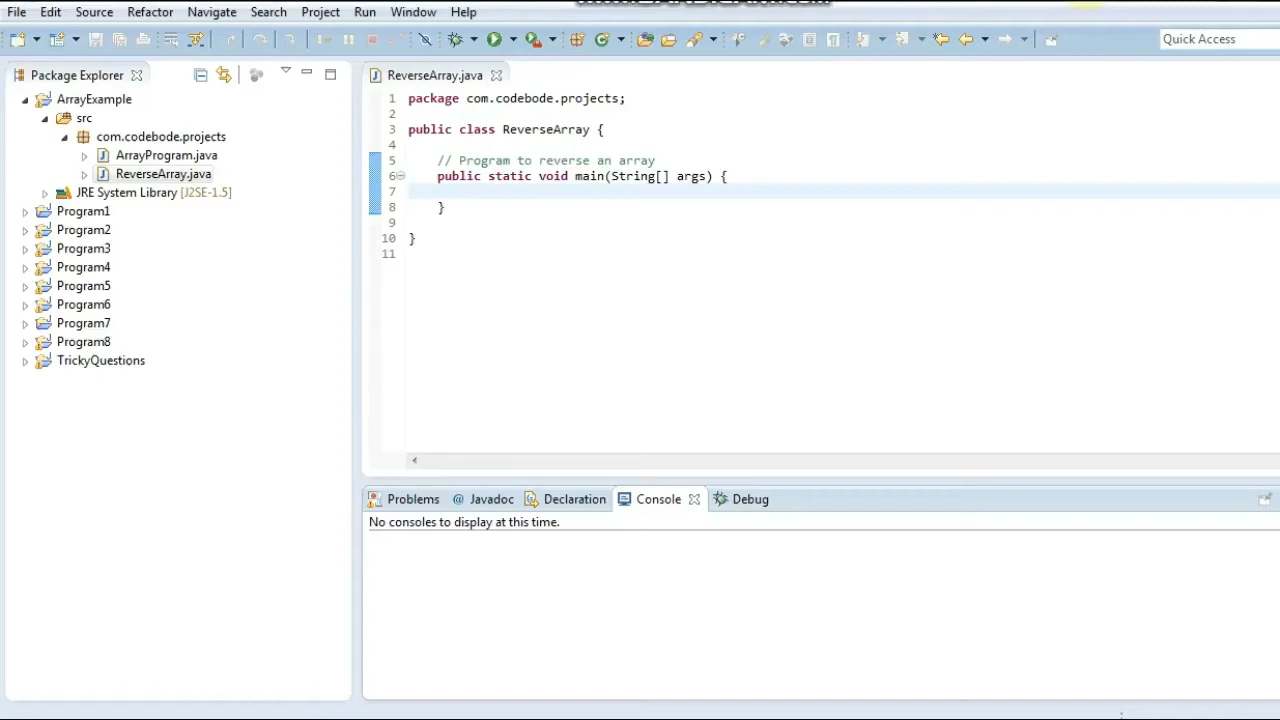 File Edit Source Refactor Navigate Search Project Run Window Help
Quick Access
Package Explorer
ArrayExample
src
com.codebode.projects
ArrayProgram.java
ReverseArray.java
JRE System Library [J2SE-1.5]
Program1
Program2
Program3
Program4
Program5
Program6
Program7
Program8
TrickyQuestions
ReverseArray.java
1 package com.codebode.projects;
2
3 public class ReverseArray {
4
5 // Program to reverse an array
6 public static void main(String[] args) {
7
8 }
9
10 }
11
Problems @ Javadoc Declaration Console Debug
No consoles to display at this time.